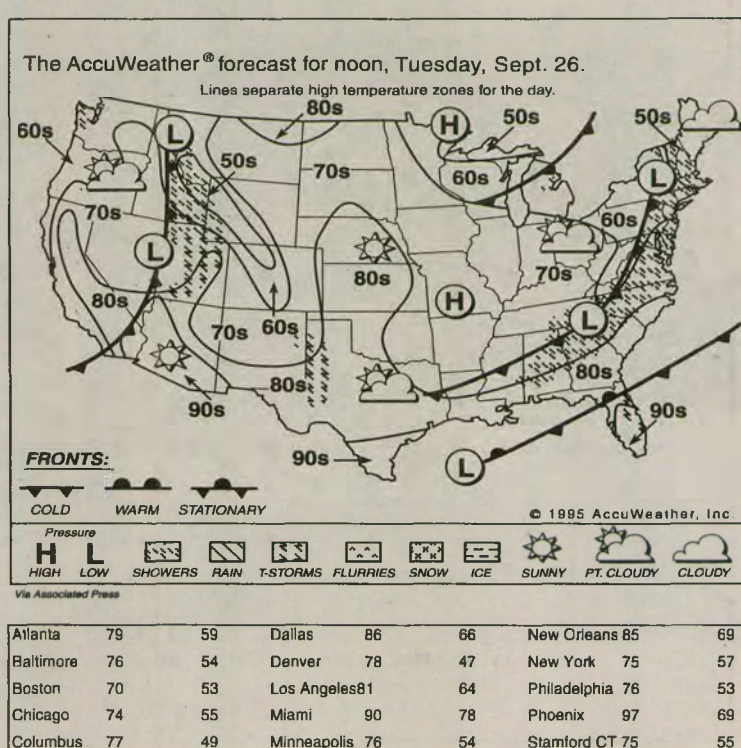 The AccuWeather® forecast for noon, Tuesday, Sept. 26.
Lines separate high temperature zones for the day.
80s
60s
50s
50s
50s
H
L
70s
60s
L
60s
70s
L
80s
80s
70s
H
70s
60s
L
80s
80s
90s
90s
90s
L
FRONTS:
COLD WARM STATIONARY
© 1995 AccuWeather, Inc.
Pressure
H L
HIGH LOW SHOWERS RAIN T-STORMS FLURRIES SNOW ICE SUNNY PT. CLOUDY CLOUDY
Via Associated Press
Atlanta 79 59 Dallas 86 66 New Orleans 85 69
Baltimore 76 54 Denver 78 47 New York 75 57
Boston 70 53 Los Angeles81 64 Philadelphia 76 53
Chicago 74 55 Miami 90 78 Phoenix 97 69
Columbus 77 49 Minneapolis 76 54 Stamford CT 75 55